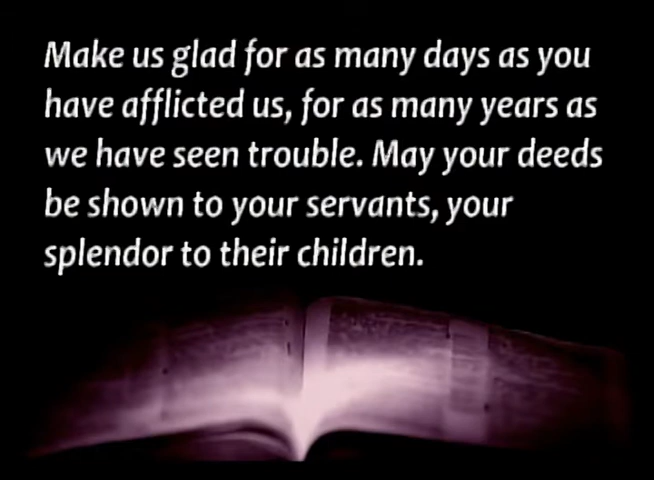 Make us glad for as many days as you
have afflicted us, for as many years as
we have seen trouble. May your deeds
be shown to your servants, your
splendor to their children.